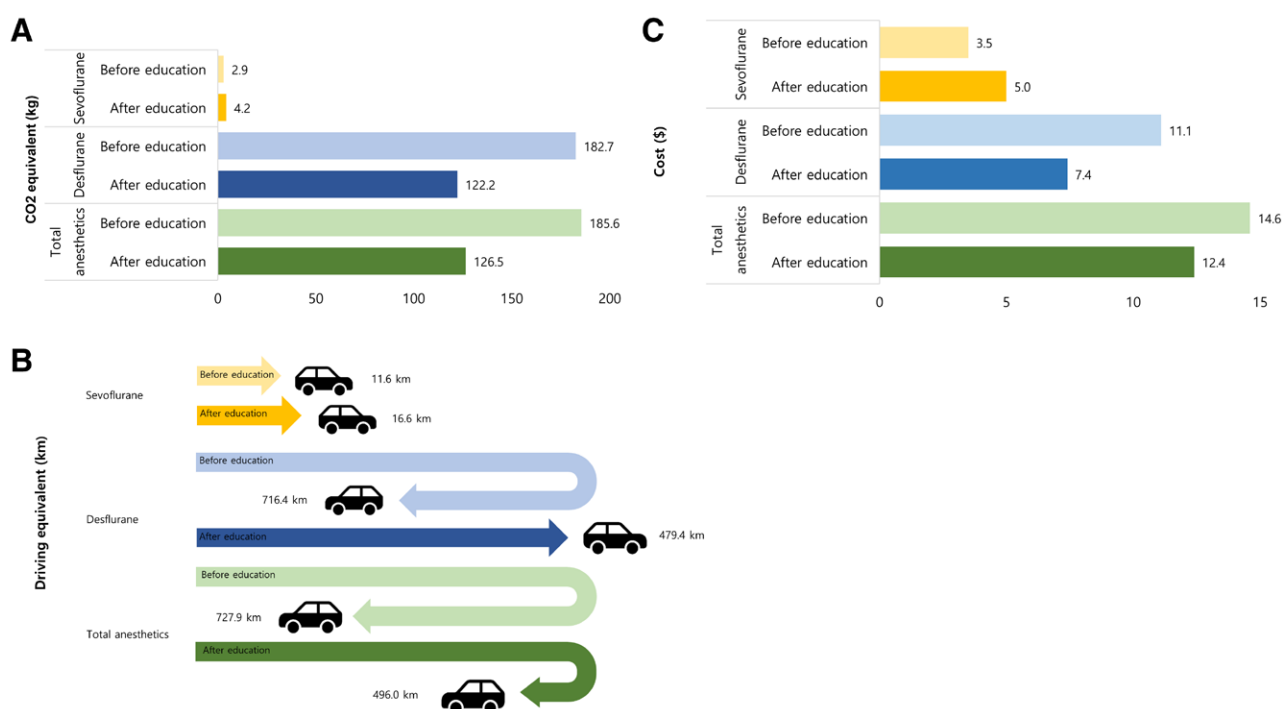 A
CO2 equivalent (kg)
Sevoflurane
Before education
2.9
After education
4.2
Desflurane
Before education
182.7
After education
122.2
Total
anesthetics
Before education
185.6
After education
126.5
0 50 100 150 200
C
Cost ($)
Sevoflurane
Before education
3.5
After education
5.0
Desflurane
Before education
11.1
After education
7.4
Total
anesthetics
Before education
14.6
After education
12.4
0 5 10 15
B
Driving equivalent (km)
Sevoflurane
Before education
11.6 km
After education
16.6 km
Desflurane
Before education
716.4 km
After education
479.4 km
Total anesthetics
Before education
727.9 km
After education
496.0 km